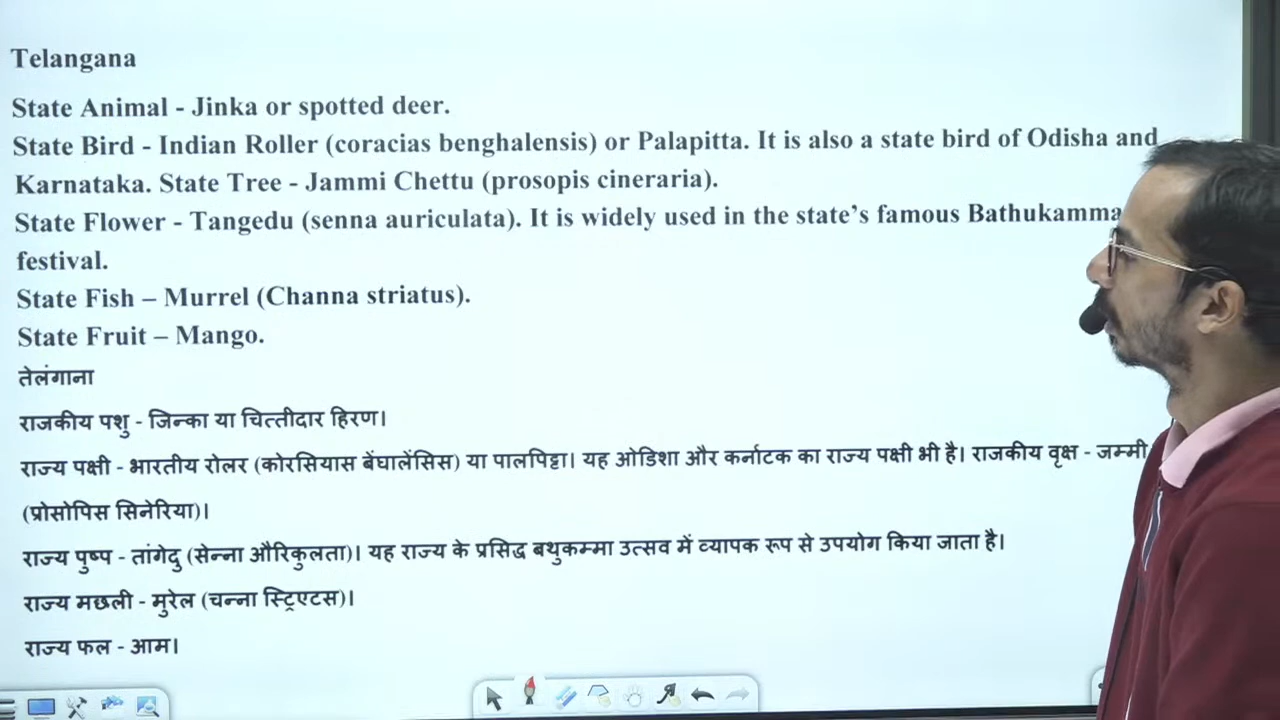 Telangana
State Animal - Jinka or spotted deer.
State Bird - Indian Roller (coracias benghalensis) or Palapitta. It is also a state bird of Odisha and
Karnataka. State Tree - Jammi Chettu (prosopis cineraria).
State Flower - Tangedu (senna auriculata). It is widely used in the state's famous Bathukamma
festival.
State Fish – Murrel (Channa striatus).
State Fruit – Mango.
तेलंगाना
राजकीय पशु - जिन्का या चित्तीदार हिरण।
राज्य पक्षी - भारतीय रोलर (कोरसियास बेंघालेंसिस) या पालपिट्टा। यह ओडिशा और कर्नाटक का राज्य पक्षी भी है। राजकीय वृक्ष - जम्मी
(प्रोसोपिस सिनेरिया)।
राज्य पुष्प - तांगेदु (सेन्ना औरिकुलता)। यह राज्य के प्रसिद्ध बथुकम्मा उत्सव में व्यापक रूप से उपयोग किया जाता है।
राज्य मछली - मुरेल (चन्ना स्ट्रिएटस)।
राज्य फल - आम।